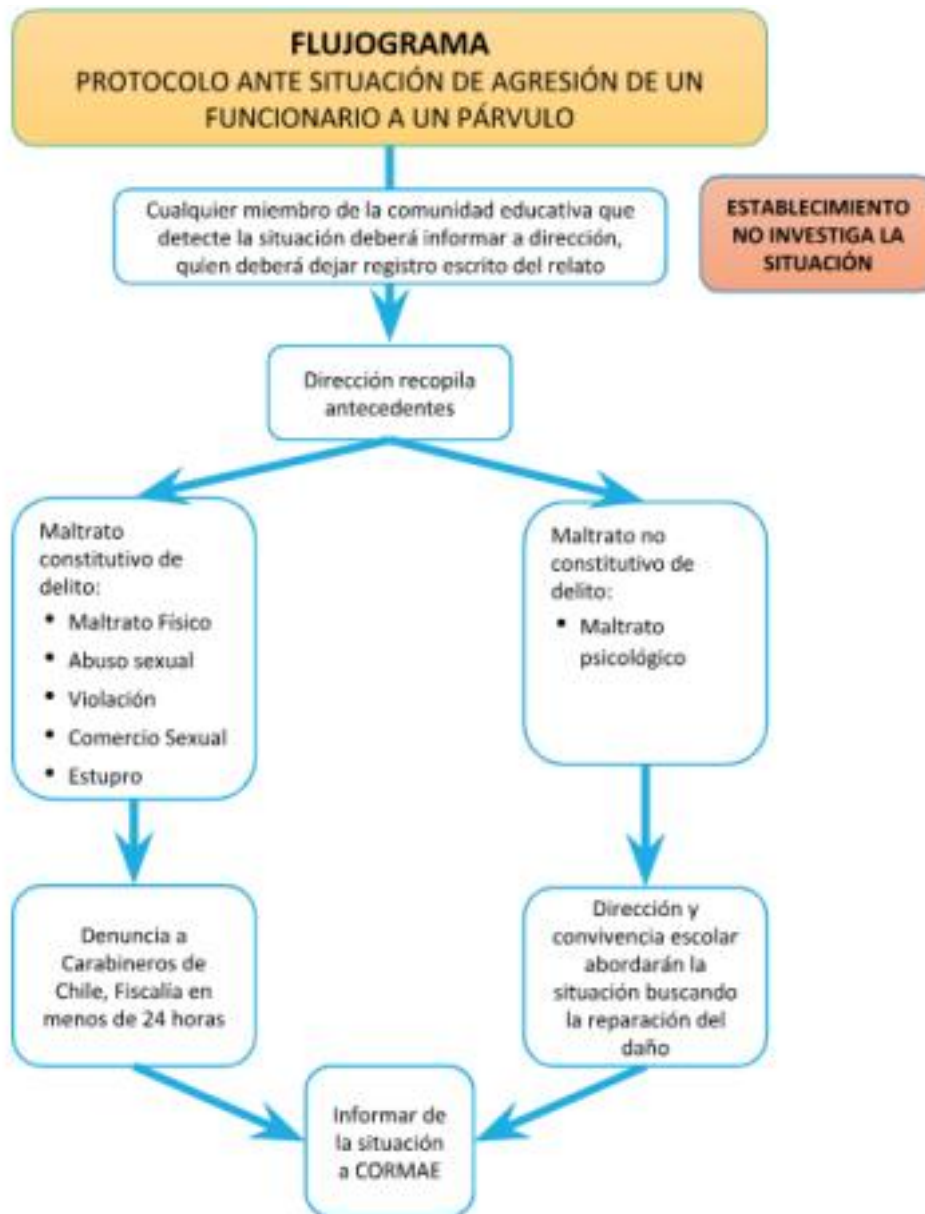 FLUJOGRAMA
PROTOCOLO ANTE SITUACIÓN DE AGRESIÓN DE UN
FUNCIONARIO A UN PÁRVULO
Cualquier miembro de la comunidad educativa que
detecte la situación deberá informar a dirección,
quien deberá dejar registro escrito del relato
ESTABLECIMIENTO
NO INVESTIGA LA
SITUACIÓN
Dirección recopila
antecedentes
Maltrato
constitutivo de
delito:
▪ Maltrato Físico
▪ Abuso sexual
▪ Violación
▪ Comercio Sexual
▪ Estupro
Maltrato no
constitutivo de
delito:
▪ Maltrato
psicológico
Denuncia a
Carabineros de
Chile, Fiscalía en
menos de 24 horas
Dirección y
convivencia escolar
abordarán la
situación buscando
la reparación del
daño
Informar de
la situación
a CORMAE